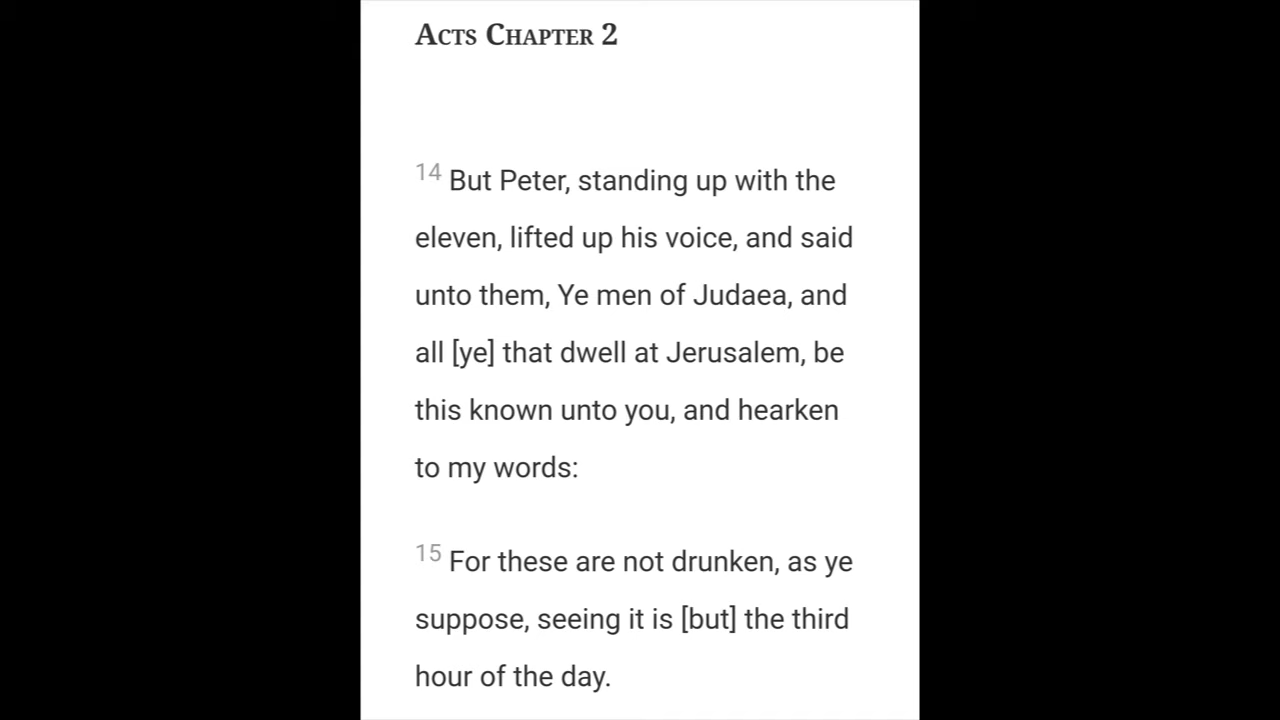 Acts Chapter 2
14 But Peter, standing up with the
eleven, lifted up his voice, and said
unto them, Ye men of Judaea, and
all [ye] that dwell at Jerusalem, be
this known unto you, and hearken
to my words:
15 For these are not drunken, as ye
suppose, seeing it is [but] the third
hour of the day.